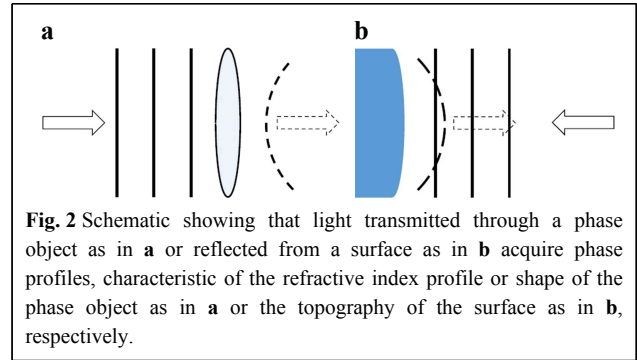 a
b
Fig. 2 Schematic showing that light transmitted through a phase
object as in a or reflected from a surface as in b acquire phase
profiles, characteristic of the refractive index profile or shape of the
phase object as in a or the topography of the surface as in b,
respectively.